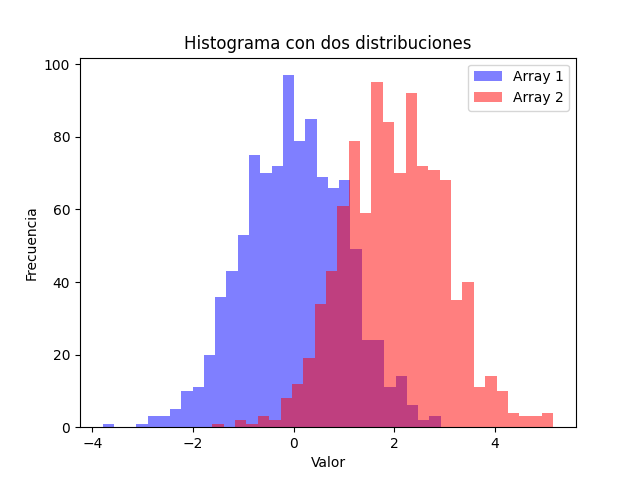 Histograma con dos distribuciones
Array 1
Array 2
Frecuencia
100
80
60
40
20
0
−4
−2
0
2
4
Valor